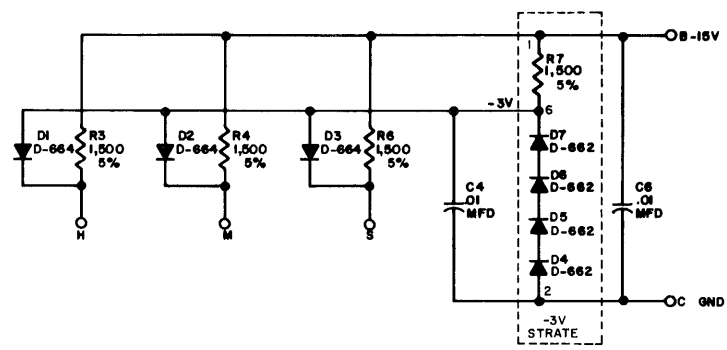 B-15V
1
R7
1,500
5%
-3V
6
D1
D-664
R3
1,500
5%
D2
D-664
R4
1,500
5%
D3
D-664
R6
1,500
5%
D7
D-662
D6
D-662
D5
D-662
D4
D-662
C4
.01
MFD
C6
.01
MFD
H
M
S
2
C GND
-3V
STRATE